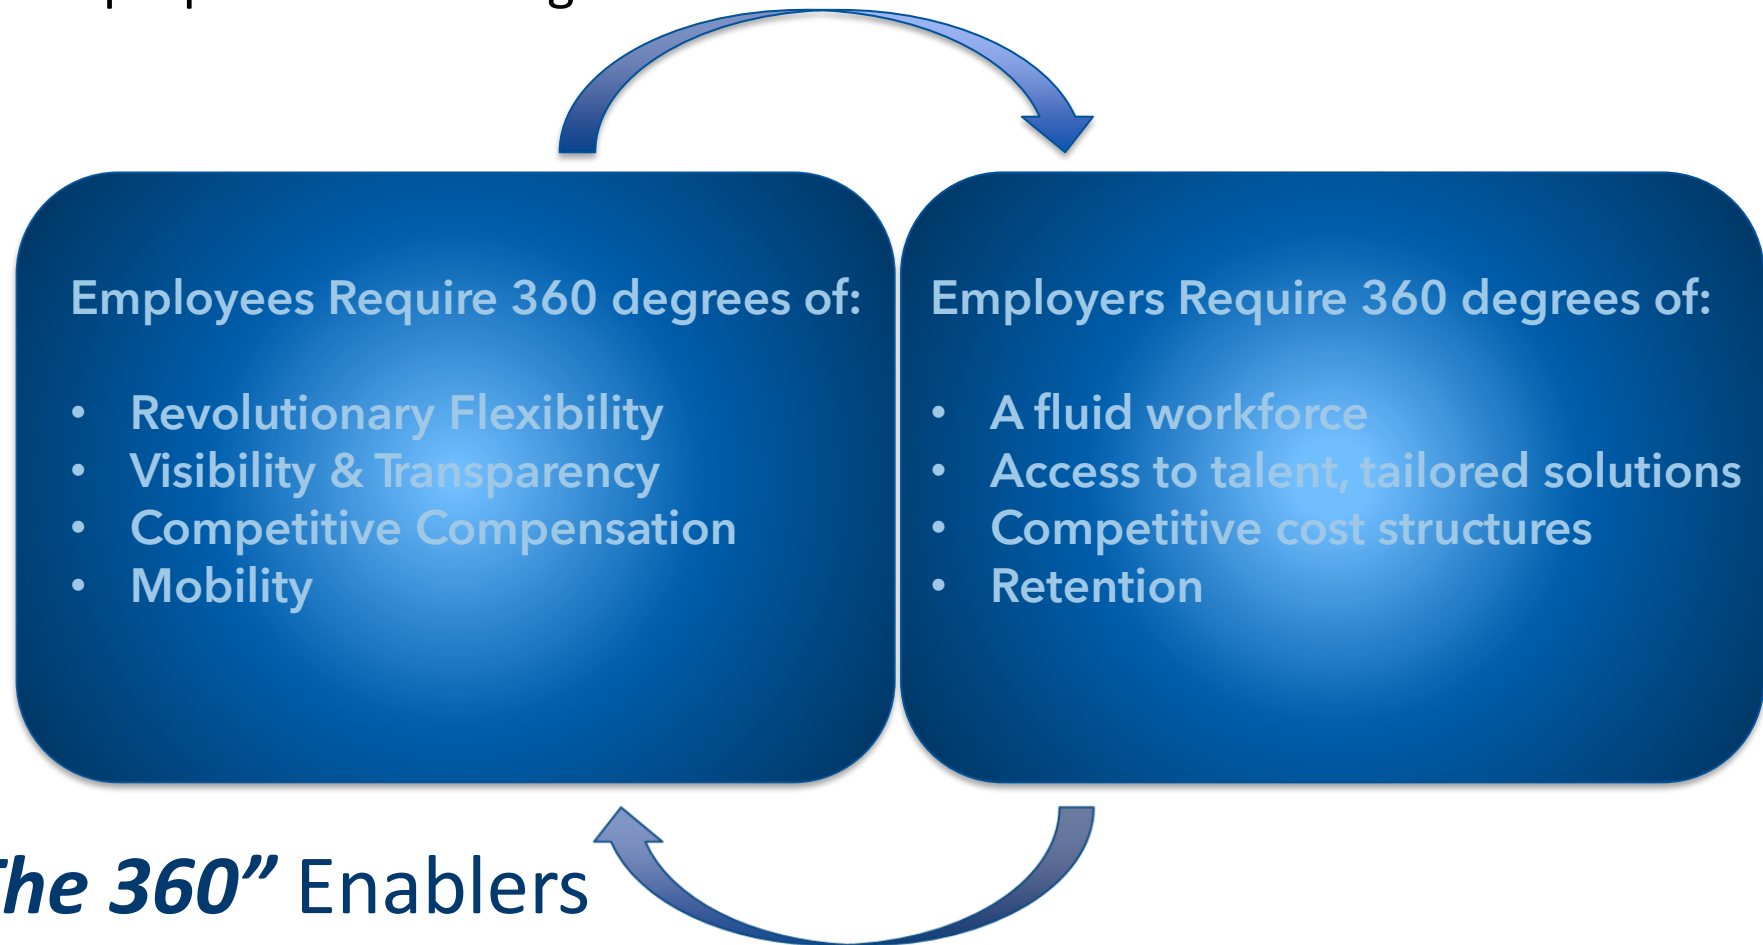 Employees Require 360 degrees of:
• Revolutionary Flexibility
• Visibility & Transparency
• Competitive Compensation
• Mobility
Employers Require 360 degrees of:
• A fluid workforce
• Access to talent, tailored solutions
• Competitive cost structures
• Retention
he 360” Enablers